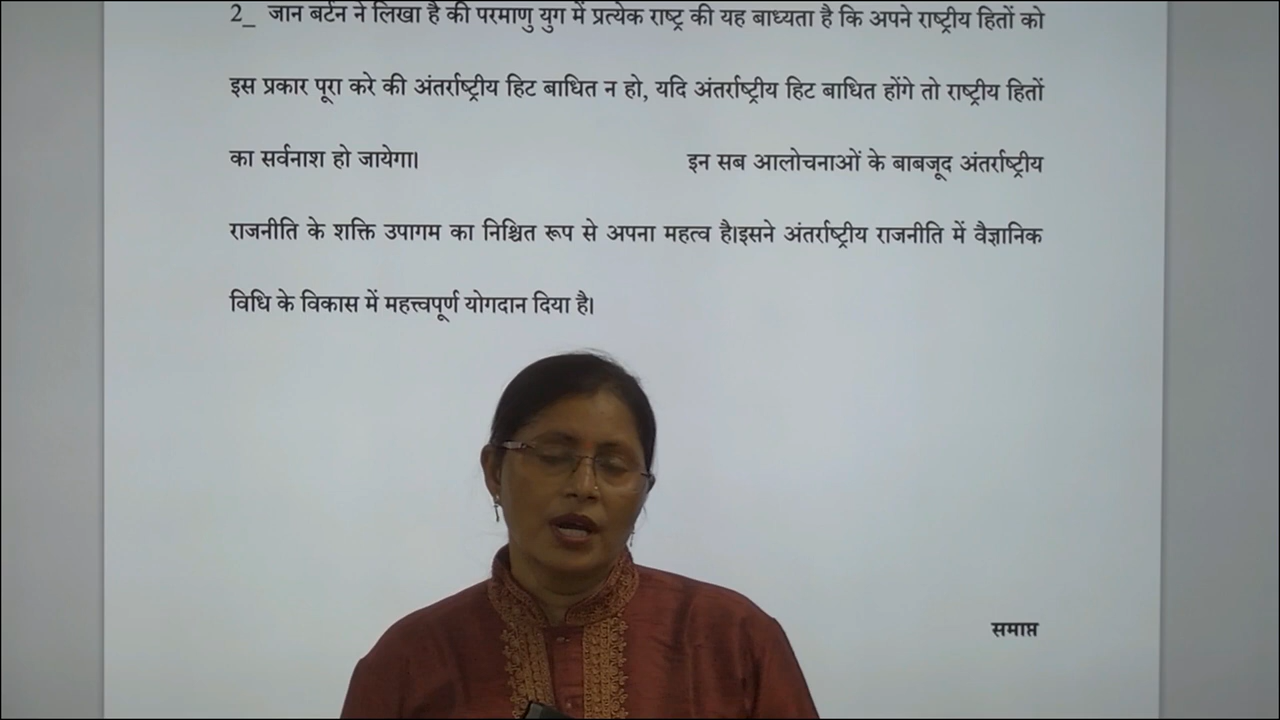 2_ जान बर्टन ने लिखा है की परमाणु युग में प्रत्येक राष्ट्र की यह बाध्यता है कि अपने राष्ट्रीय हितों को
इस प्रकार पूरा करे की अंतर्राष्ट्रीय हिट बाधित न हो, यदि अंतर्राष्ट्रीय हिट बाधित होंगे तो राष्ट्रीय हितों
का सर्वनाश हो जायेगा। इन सब आलोचनाओं के बाबजूद अंतर्राष्ट्रीय
राजनीति के शक्ति उपागम का निश्चित रूप से अपना महत्व है।इसने अंतर्राष्ट्रीय राजनीति में वैज्ञानिक
विधि के विकास में महत्त्वपूर्ण योगदान दिया है।
समाप्त